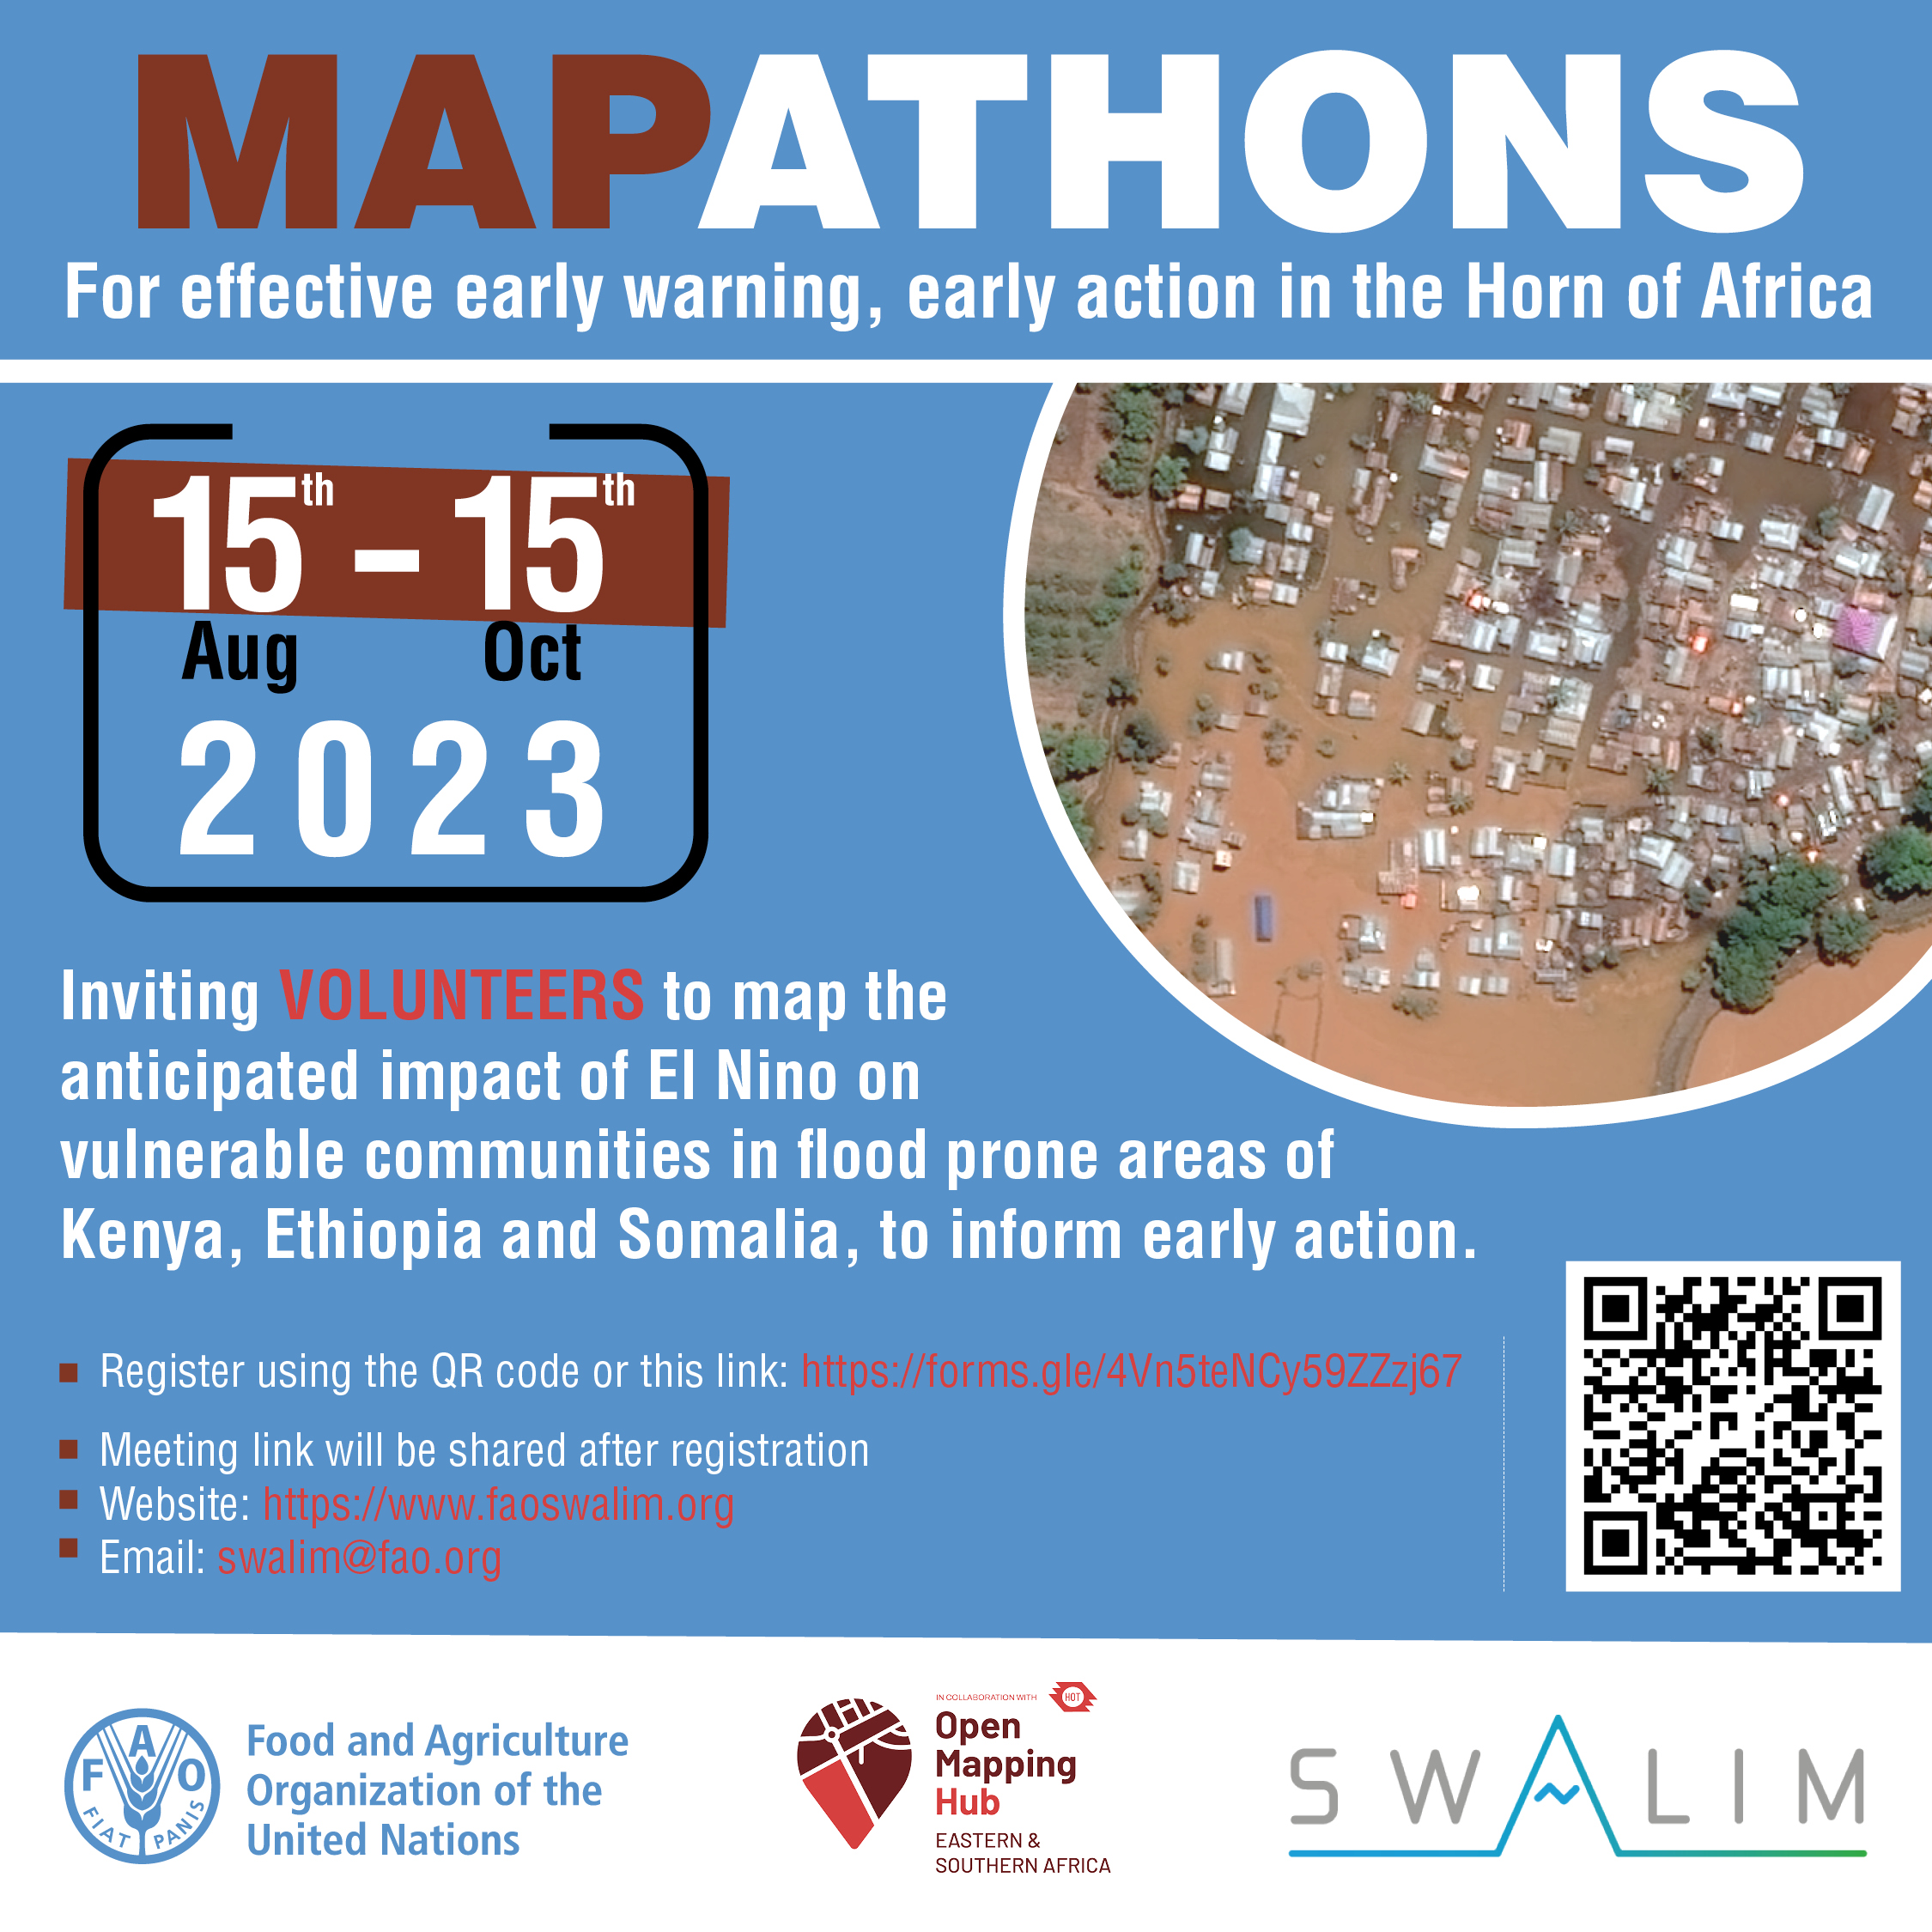 MAPATHONS
For effective early warning, early action in the Horn of Africa
15th – 15th
Aug Oct
2023
Inviting VOLUNTEERS to map the
anticipated impact of El Nino on
vulnerable communities in flood prone areas of
Kenya, Ethiopia and Somalia, to inform early action.
Register using the QR code or this link: https://forms.gle/4Vn5teNCy59ZZzj67
Meeting link will be shared after registration
Website: https://www.faoswalim.org
Email: swalim@fao.org
F A O
FIAT PANIS
Food and Agriculture
Organization of the
United Nations
IN COLLABORATION WITH HOT
Open
Mapping
Hub
EASTERN &
SOUTHERN AFRICA
SWALIM